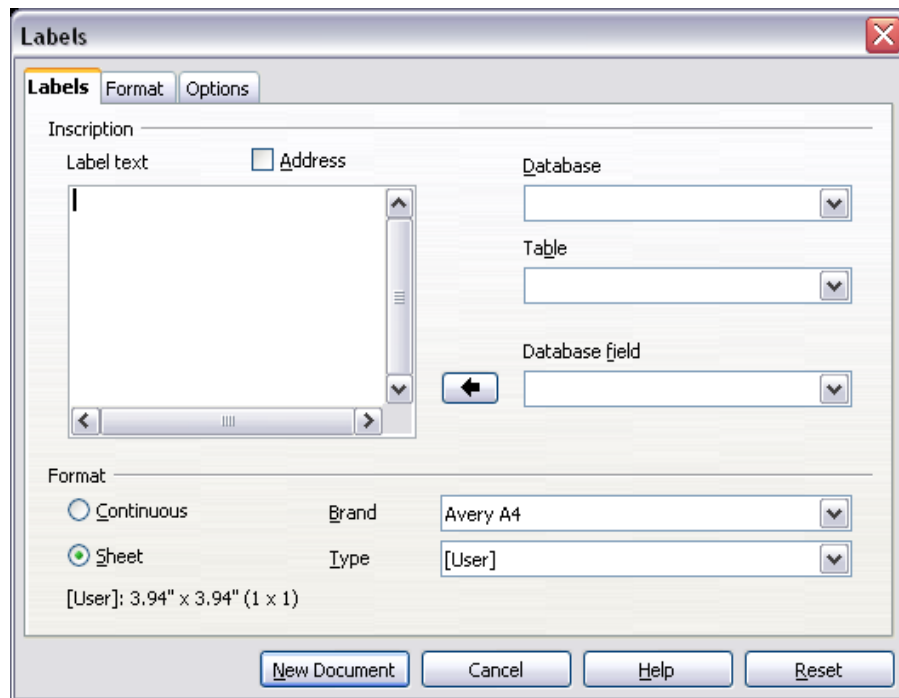 Labels
Labels Format Options
Inscription
Label text Address Database
Table
Database field
Format
Continuous Brand Avery A4
Sheet Type [User]
[User]: 3.94" x 3.94" (1 x 1)
New Document Cancel Help Reset